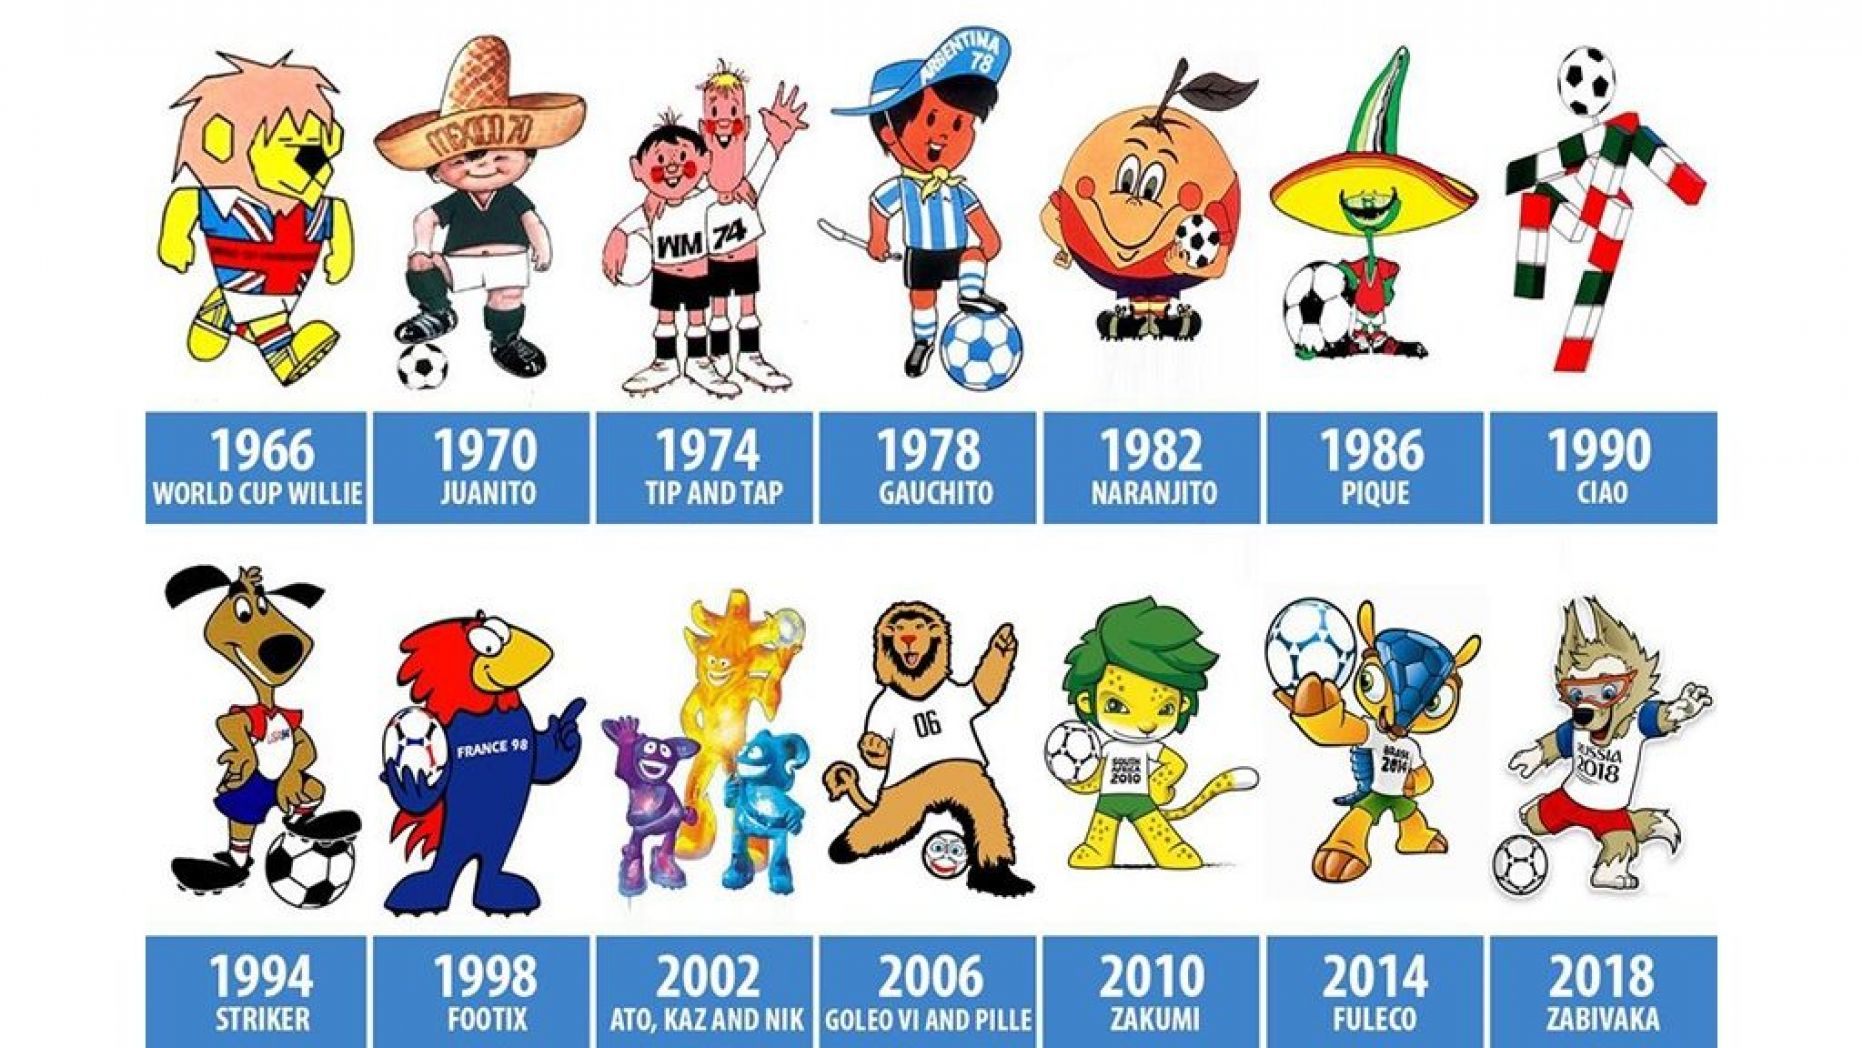 MEXICO 70
WM 74
ARGENTINA
78
1966
WORLD CUP WILLIE
1970
JUANITO
1974
TIP AND TAP
1978
GAUCHITO
1982
NARANJITO
1986
PIQUE
1990
CIAO
USA94
FRANCE 98
06
SOUTH
AFRICA
2010
BRASIL
2014
RUSSIA
2018
1994
STRIKER
1998
FOOTIX
2002
ATO, KAZ AND NIK
2006
GOLEO VI AND PILLE
2010
ZAKUMI
2014
FULECO
2018
ZABIVAKA